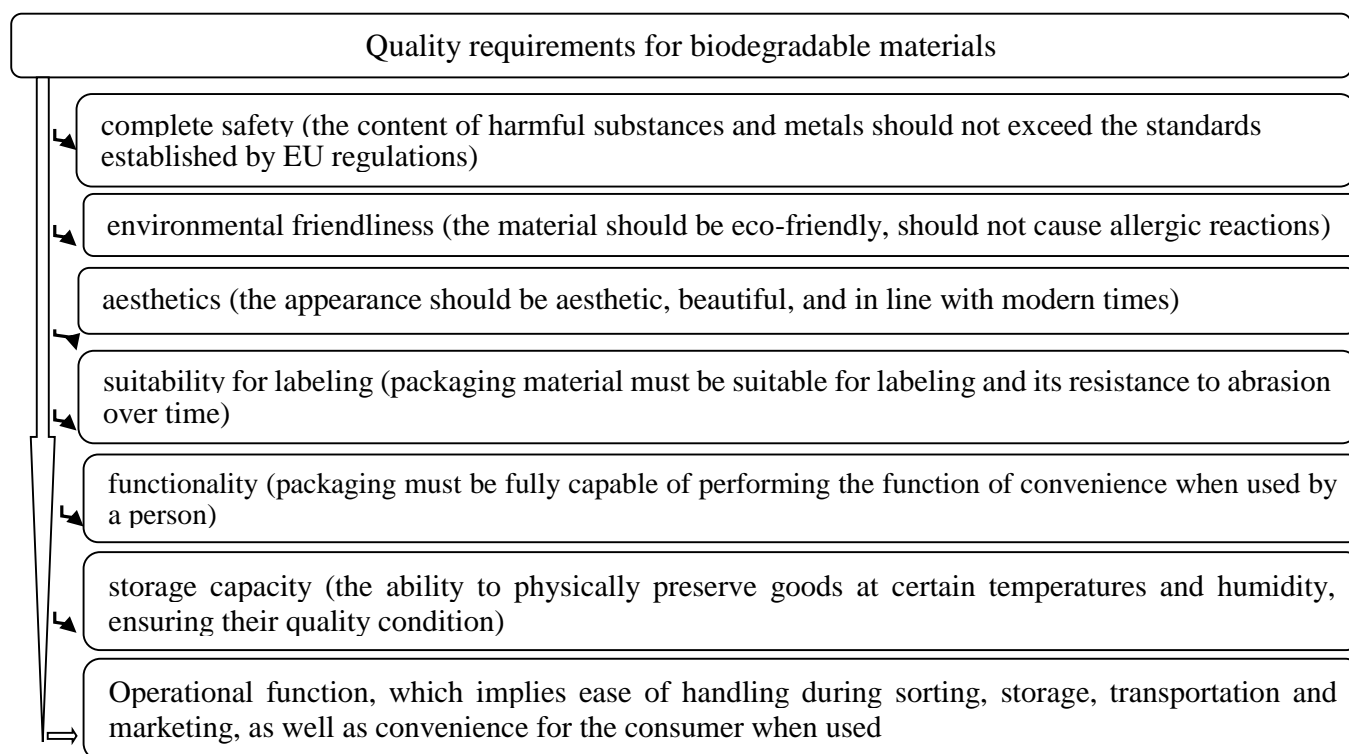 Quality requirements for biodegradable materials
complete safety (the content of harmful substances and metals should not exceed the standards
established by EU regulations)
environmental friendliness (the material should be eco-friendly, should not cause allergic reactions)
aesthetics (the appearance should be aesthetic, beautiful, and in line with modern times)
suitability for labeling (packaging material must be suitable for labeling and its resistance to abrasion
over time)
functionality (packaging must be fully capable of performing the function of convenience when used by
a person)
storage capacity (the ability to physically preserve goods at certain temperatures and humidity,
ensuring their quality condition)
Operational function, which implies ease of handling during sorting, storage, transportation and
marketing, as well as convenience for the consumer when used